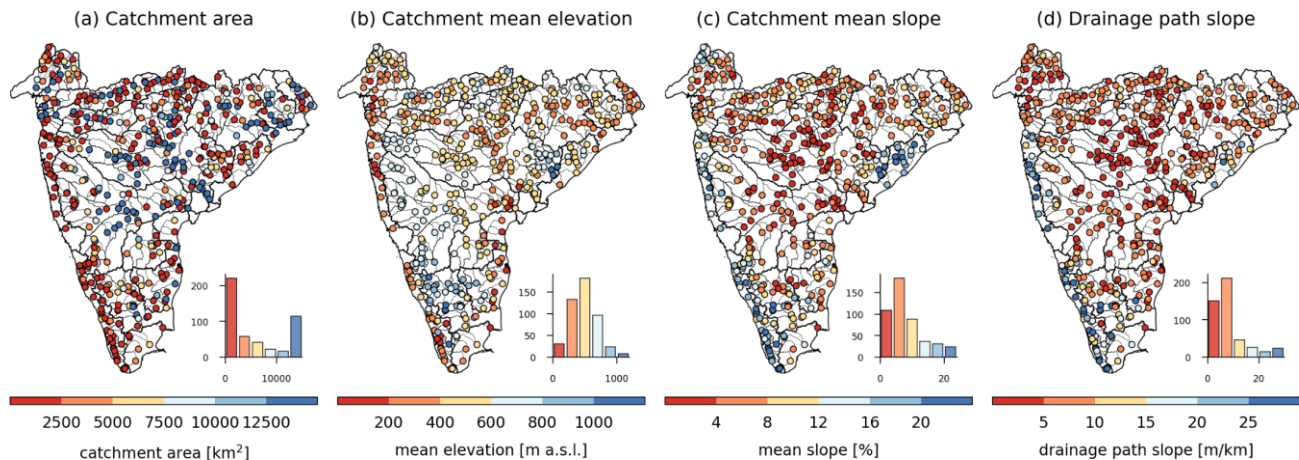 (a) Catchment area
(b) Catchment mean elevation
(c) Catchment mean slope
(d) Drainage path slope
200
100
0
0 10000
150
100
50
0
0 1000
150
100
50
0
0 20
200
100
0
0 20
2500 5000 7500 10000 12500
catchment area [km²]
200 400 600 800 1000
mean elevation [m a.s.l.]
4 8 12 16 20
mean slope [%]
5 10 15 20 25
drainage path slope [m/km]